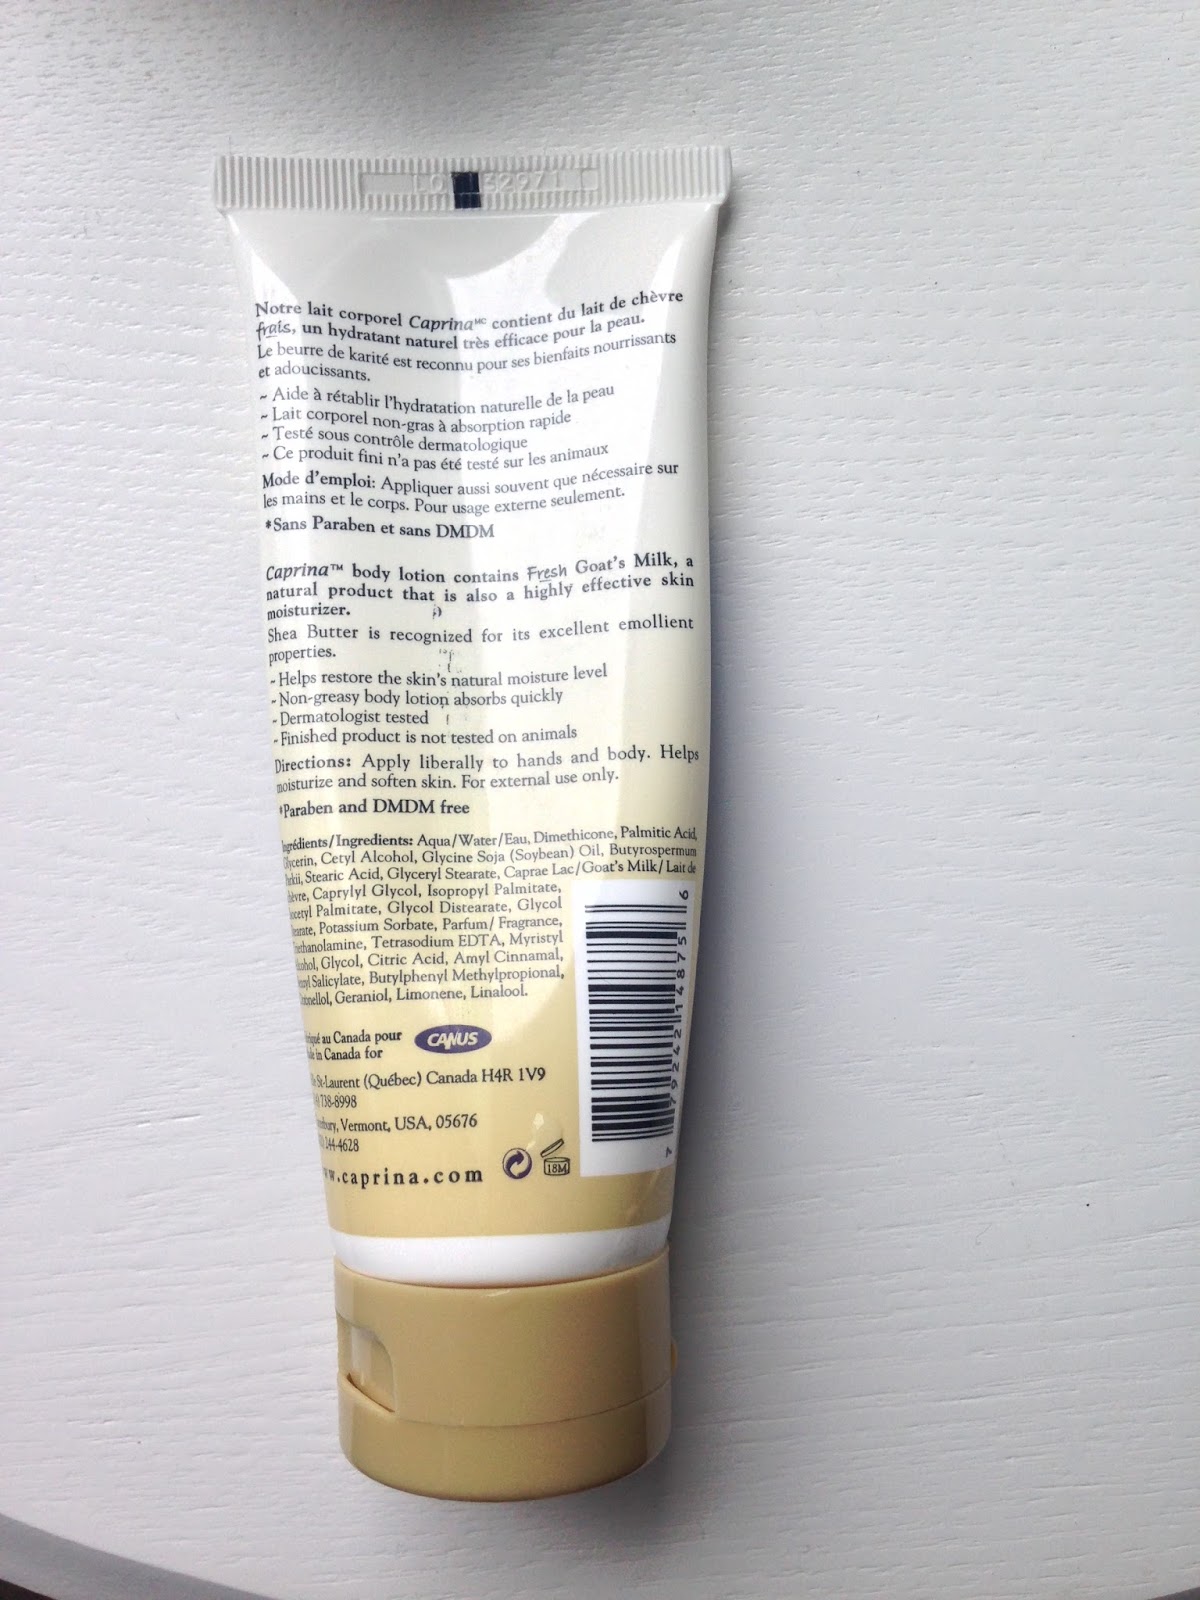 32971
Notre lait corporel Caprina MC contient du lait de chèvre
frais, un hydratant naturel très efficace pour la peau.
Le beurre de karité est reconnu pour ses bienfaits nourrissants
et adoucissants.
~ Aide à rétablir l'hydratation naturelle de la peau
~ Lait corporel non-gras à absorption rapide
~ Testé sous contrôle dermatologique
~ Ce produit fini n'a pas été testé sur les animaux
Mode d'emploi: Appliquer aussi souvent que nécessaire sur
les mains et le corps. Pour usage externe seulement.
*Sans Paraben et sans DMDM
Caprina™ body lotion contains Fresh Goat's Milk, a
natural product that is also a highly effective skin
moisturizer.
Shea Butter is recognized for its excellent emollient
properties.
~ Helps restore the skin's natural moisture level
~ Non-greasy body lotion absorbs quickly
~ Dermatologist tested
~ Finished product is not tested on animals
Directions: Apply liberally to hands and body. Helps
moisturize and soften skin. For external use only.
*Paraben and DMDM free
Ingrédients/Ingredients: Aqua/Water/Eau, Dimethicone, Palmitic Acid,
Glycerin, Cetyl Alcohol, Glycine Soja (Soybean) Oil, Butyrospermum
Stearic Acid, Glyceryl Stearate, Caprae Lac/Goat's Milk/Lait de
Caprylyl Glycol, Isopropyl Palmitate,
Palmitate, Glycol Distearate, Glycol
Potassium Sorbate, Parfum/Fragrance,
Tetrasodium EDTA, Myristyl
Glycol, Citric Acid, Amyl Cinnamal,
Salicylate, Butylphenyl Methylpropional,
Geraniol, Limonene, Linalool.
au Canada pour
in Canada for
CANUS
St-Laurent (Québec) Canada H4R 1V9
738-8998
Vermont, USA, 05676
244-4628
.caprina.com
18M
7 79242 14875 6